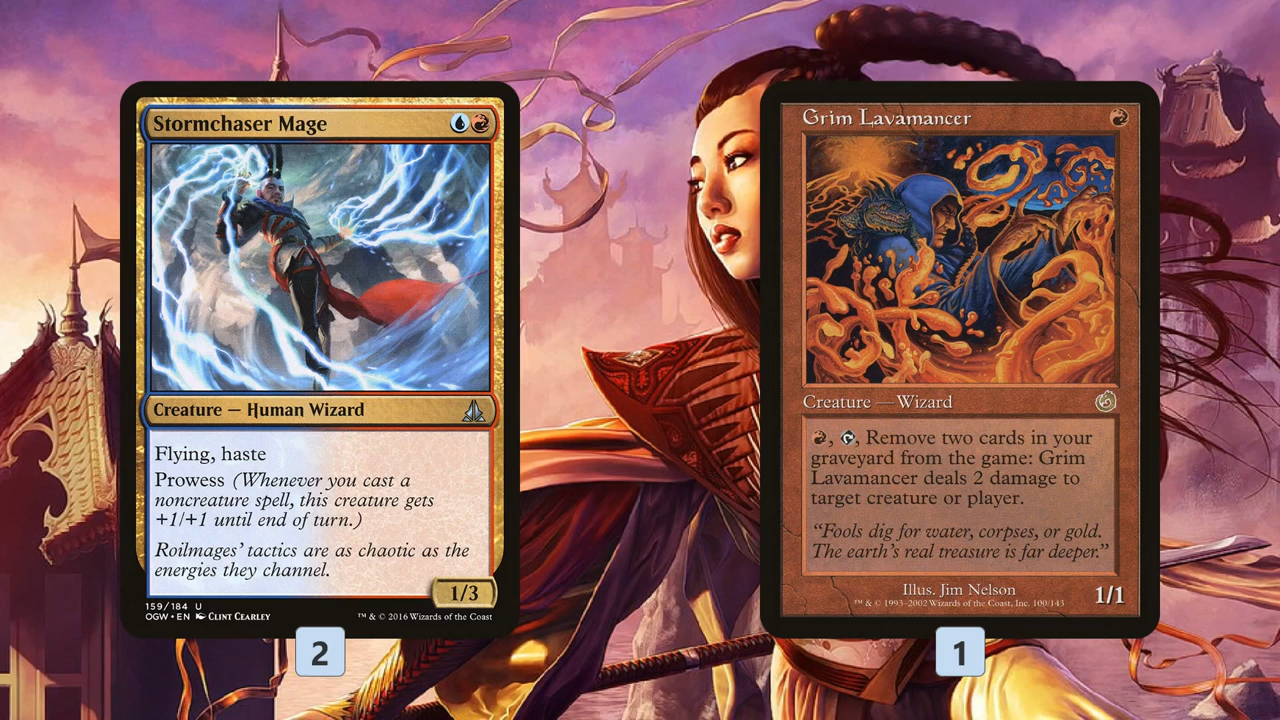 Stormchaser Mage
Creature — Human Wizard
Flying, haste
Prowess (Whenever you cast a
noncreature spell, this creature gets
+1/+1 until end of turn.)
Roilmages' tactics are as chaotic as the
energies they channel.
1/3
159/184 U
OGW • EN CLINT CEARLEY
™ & © 2016 Wizards of the Coast
2
Grim Lavamancer
Creature — Wizard
, , Remove two cards in your
graveyard from the game: Grim
Lavamancer deals 2 damage to
target creature or player.
“Fools dig for water, corpses, or gold.
The earth's real treasure is far deeper.”
Illus. Jim Nelson
1/1
™ & © 1993–2002 Wizards of the Coast, Inc. 100/143
1